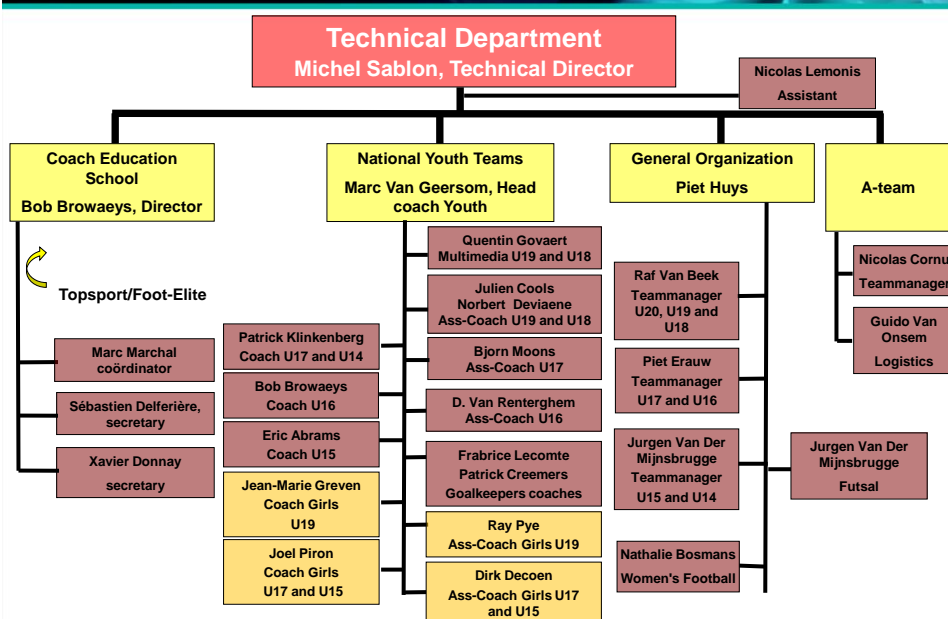 Technical Department
Michel Sablon, Technical Director
Nicolas Lemonis
Assistant
Coach Education
School
Bob Browaeys, Director
Topsport/Foot-Elite
Marc Marchal
coördinator
Sébastien Delferière,
secretary
Xavier Donnay
secretary
National Youth Teams
Marc Van Geersom, Head
coach Youth
Patrick Klinkenberg
Coach U17 and U14
Bob Browaeys
Coach U16
Eric Abrams
Coach U15
Jean-Marie Greven
Coach Girls
U19
Joel Piron
Coach Girls
U17 and U15
Quentin Govaert
Multimedia U19 and U18
Julien Cools
Norbert Deviaene
Ass-Coach U19 and U18
Bjorn Moons
Ass-Coach U17
D. Van Renterghem
Ass-Coach U16
Frabrice Lecomte
Patrick Creemers
Goalkeepers coaches
Ray Pye
Ass-Coach Girls U19
Dirk Decoen
Ass-Coach Girls U17
and U15
General Organization
Piet Huys
Raf Van Beek
Teammanager
U20, U19 and
U18
Piet Erauw
Teammanager
U17 and U16
Jurgen Van Der
Mijnsbrugge
Teammanager
U15 and U14
Nathalie Bosmans
Women's Football
Jurgen Van Der
Mijnsbrugge
Futsal
A-team
Nicolas Cornu
Teammanager
Guido Van
Onsem
Logistics